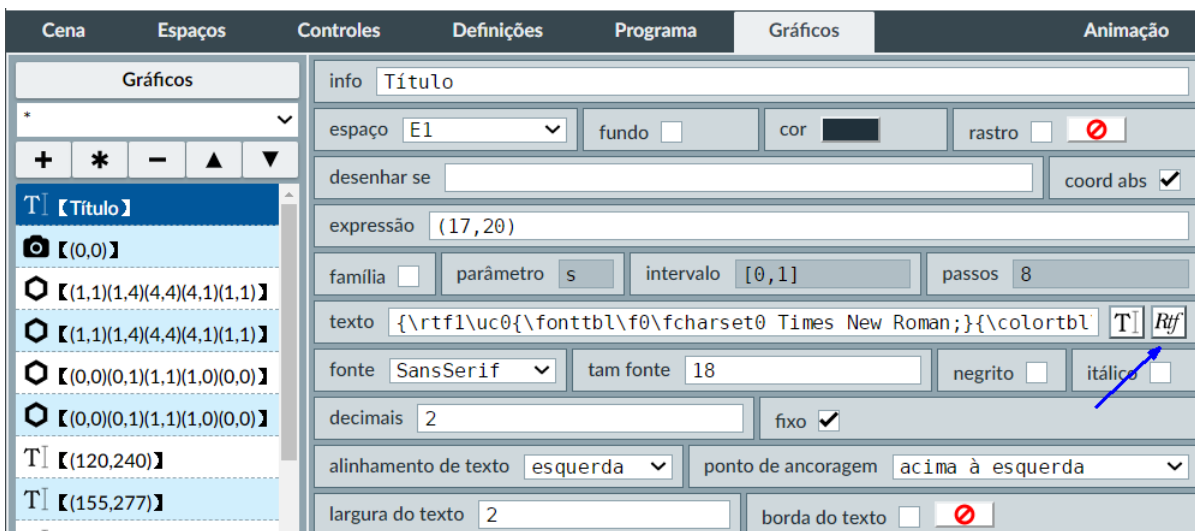 Cena Espaços Controles Definições Programa Gráficos Animação
Gráficos
*
+ * − ▲ ▼
T 【Título】
【(0,0)】
【(1,1)(1,4)(4,4)(4,1)(1,1)】
【(1,1)(1,4)(4,4)(4,1)(1,1)】
【(0,0)(0,1)(1,1)(1,0)(0,0)】
【(0,0)(0,1)(1,1)(1,0)(0,0)】
T 【(120,240)】
T 【(155,277)】
info Título
espaço E1 fundo cor rastro
desenhar se coord abs
expressão (17,20)
família parâmetro s intervalo [0,1] passos 8
texto {\rtf1\uc0{\fonttbl\f0\fcharset0 Times New Roman;}{\colortbl T Rtf
fonte SansSerif tam fonte 18 negrito itálico
decimais 2 fixo
alinhamento de texto esquerda ponto de ancoragem acima à esquerda
largura do texto 2 borda do texto